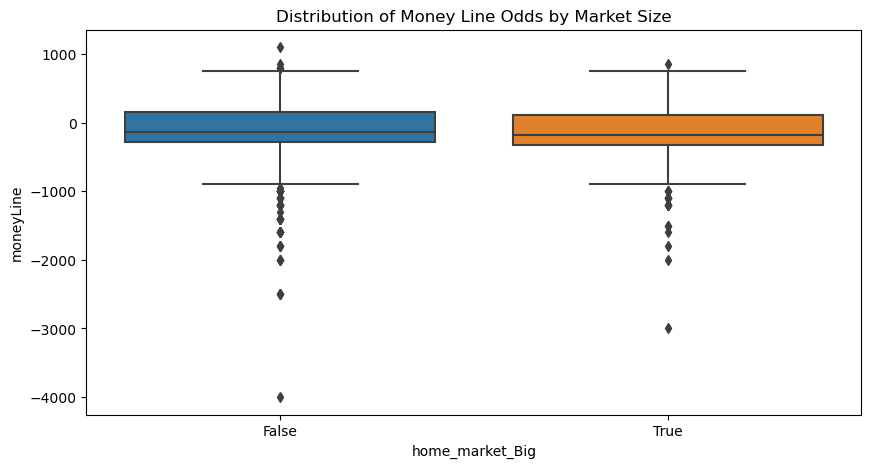 Distribution of Money Line Odds by Market Size
moneyLine
1000
0
−1000
−2000
−3000
−4000
False
True
home_market_Big